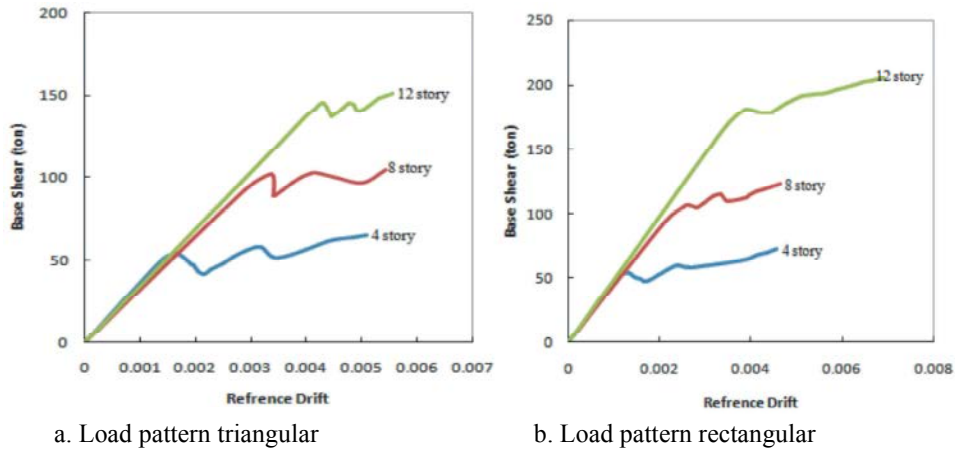 200
150
100
50
0
Base Shear (ton)
12 story
8 story
4 story
0 0.001 0.002 0.003 0.004 0.005 0.006 0.007
Refrence Drift
a. Load pattern triangular
250
200
150
100
50
0
Base Shear (ton)
12 story
8 story
4 story
0 0.002 0.004 0.006 0.008
Refrence Drift
b. Load pattern rectangular